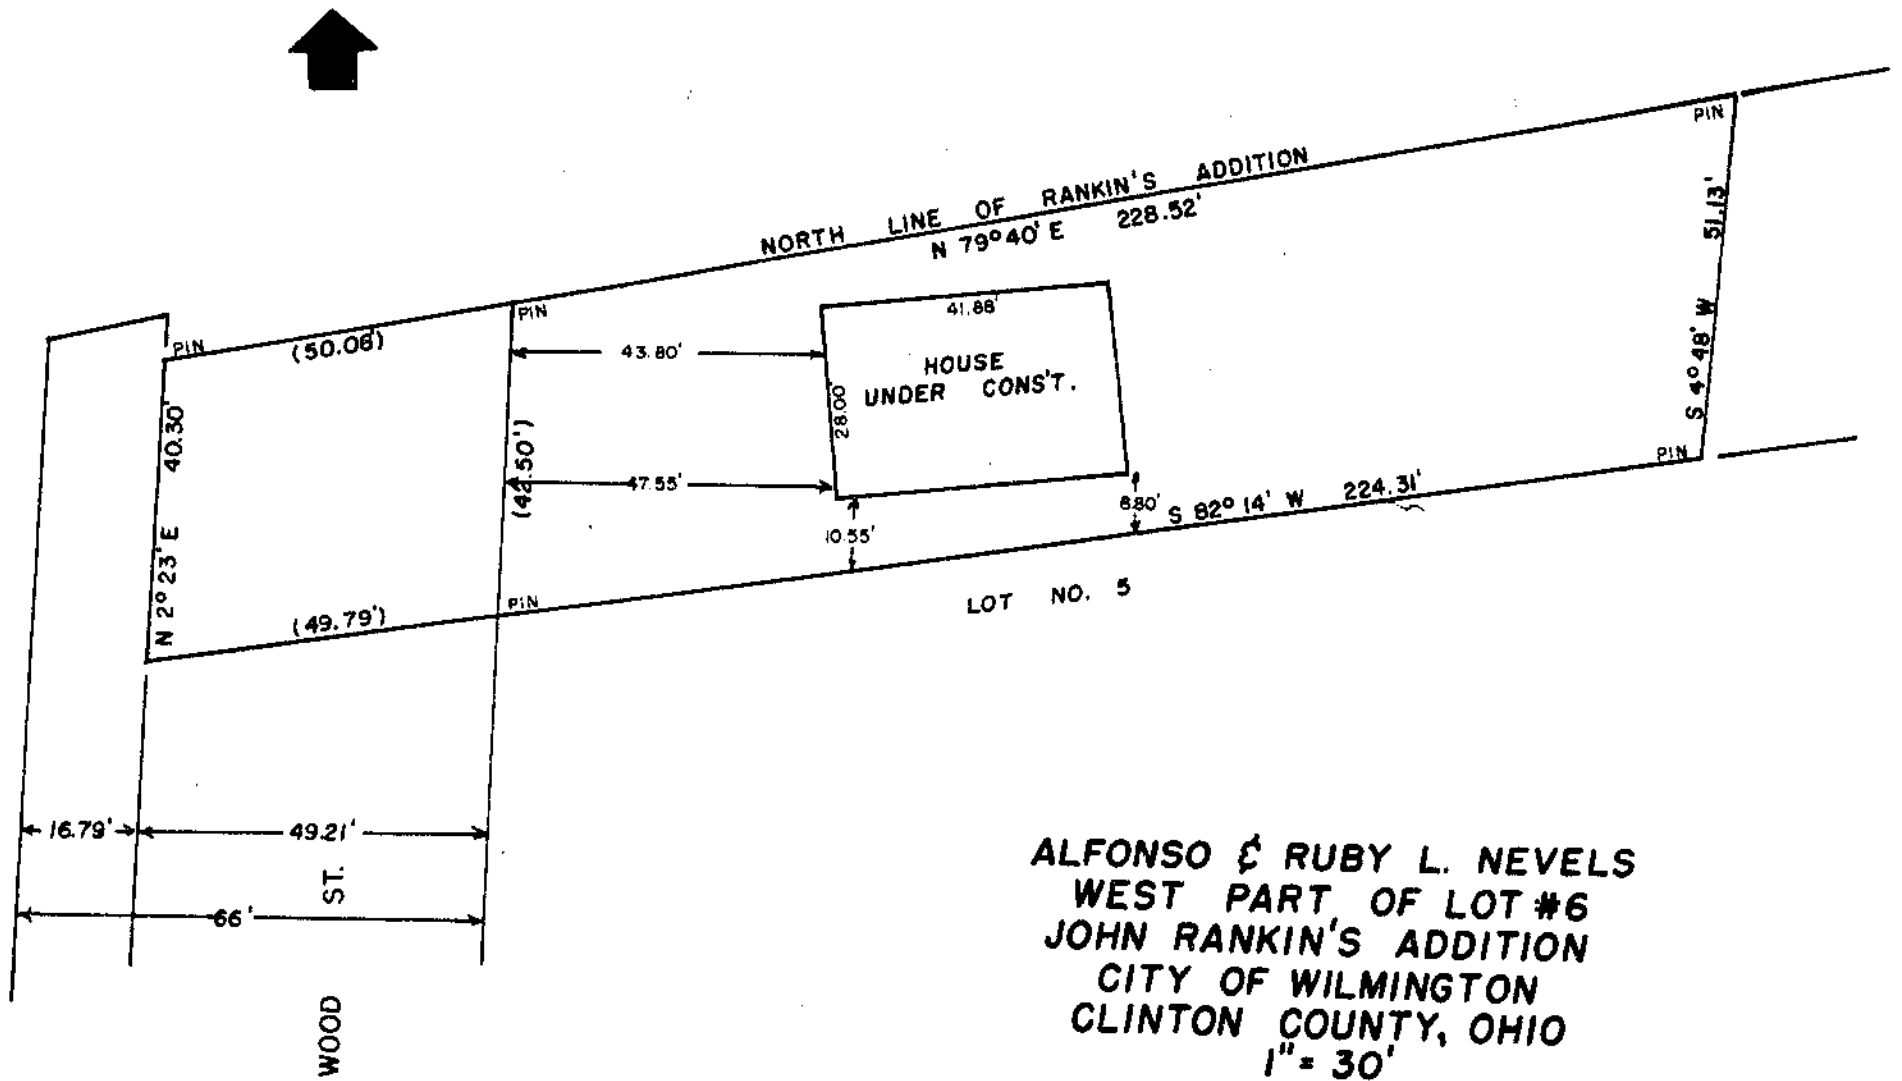 NORTH LINE OF RANKIN'S ADDITION
N 79°40' E 228.52'
PIN
51.13'
S 4°48' W
PIN
PIN
(50.06')
PIN
41.88'
43.80'
HOUSE
UNDER CONS'T.
28.00'
40.30'
N 2°23' E
(42.50')
47.55'
10.55'
6.80'
S 82° 14' W 224.31'
PIN
(49.79')
LOT NO. 5
16.79'
49.21'
66'
WOOD ST.
ALFONSO & RUBY L. NEVELS
WEST PART OF LOT #6
JOHN RANKIN'S ADDITION
CITY OF WILMINGTON
CLINTON COUNTY, OHIO
1" = 30'